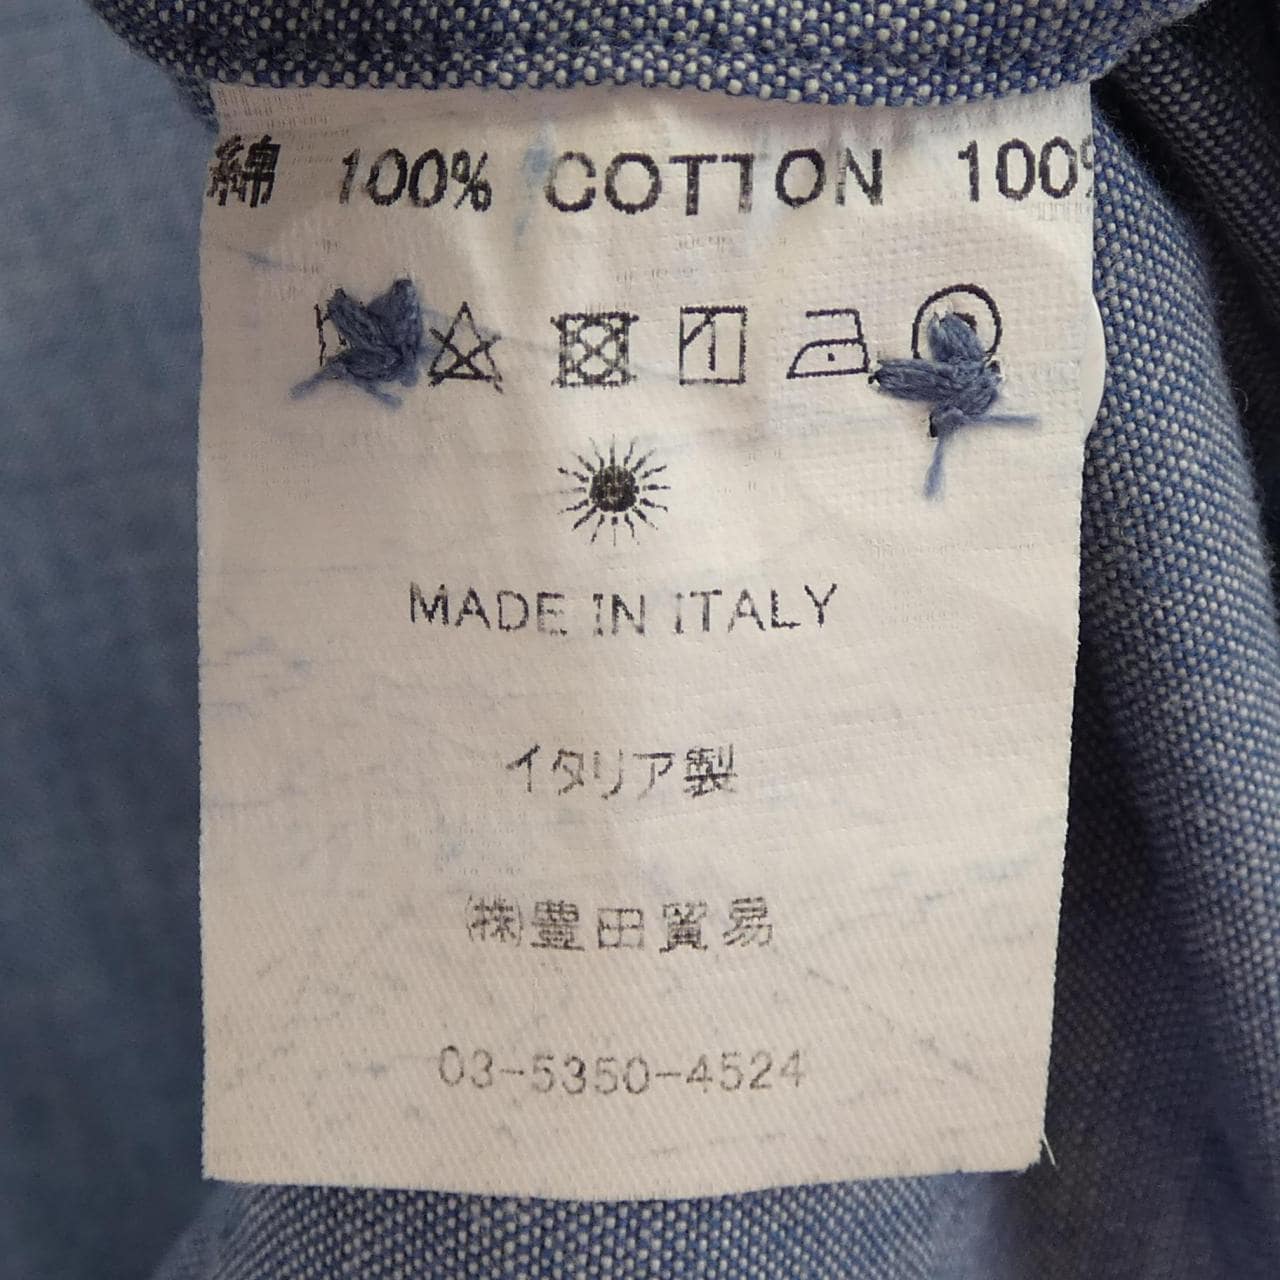 綿 100% COTTON 100%
MADE IN ITALY
イタリア製
㈱豊田貿易
03-5350-4524